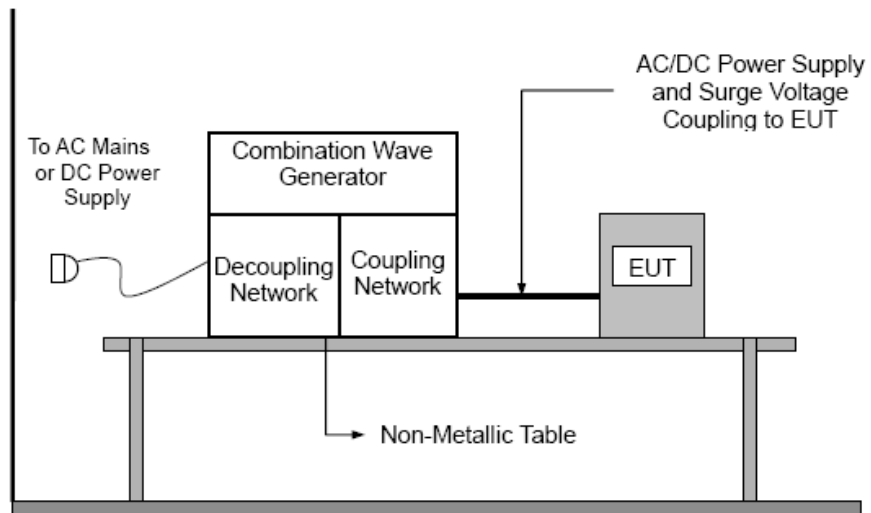 AC/DC Power Supply
and Surge Voltage
Coupling to EUT
To AC Mains
or DC Power
Supply
Combination Wave
Generator
Decoupling
Network
Coupling
Network
EUT
Non-Metallic Table